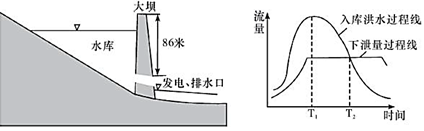 大坝
水库
86米
发电、排水口
流量
入库洪水过程线
下泄量过程线
T₁
T₂
时间